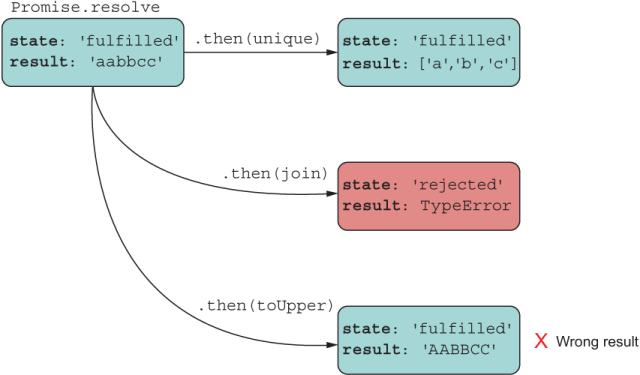 Promise.resolve
state: 'fulfilled'
result: 'aabbcc'
.then(unique)
state: 'fulfilled'
result: ['a','b','c']
.then(join)
state: 'rejected'
result: TypeError
.then(toUpper)
state: 'fulfilled'
result: 'AABBCC'
X Wrong result